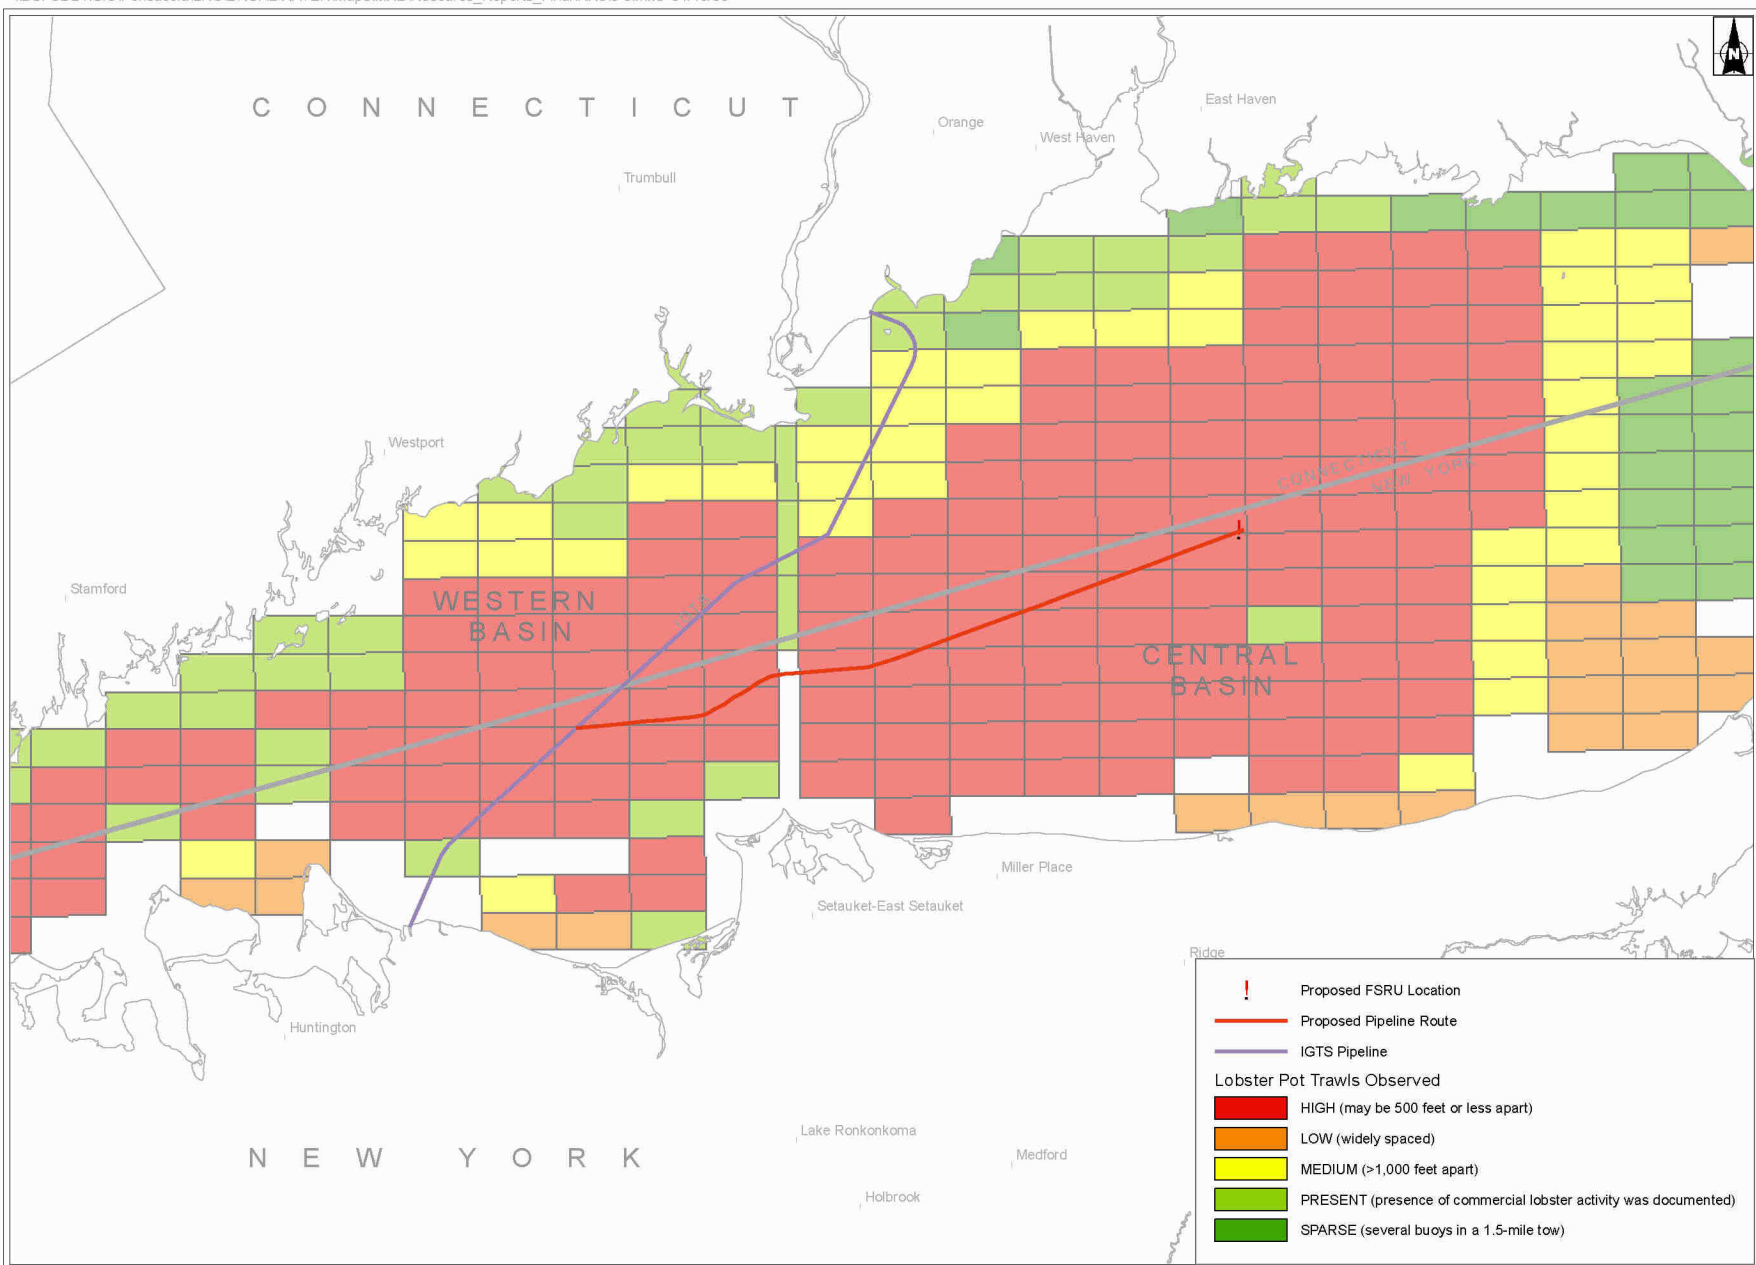 N
CONNECTICUT
East Haven
Orange
West Haven
Trumbull
Westport
CONNECTICUT
NEW YORK
Stamford
WESTERN
BASIN
CENTRAL
BASIN
Miller Place
Setauket-East Setauket
Ridge
Huntington
Lake Ronkonkoma
NEW YORK
Medford
Holbrook
! Proposed FSRU Location
Proposed Pipeline Route
IGTS Pipeline
Lobster Pot Trawls Observed
HIGH (may be 500 feet or less apart)
LOW (widely spaced)
MEDIUM (>1,000 feet apart)
PRESENT (presence of commercial lobster activity was documented)
SPARSE (several buoys in a 1.5-mile tow)